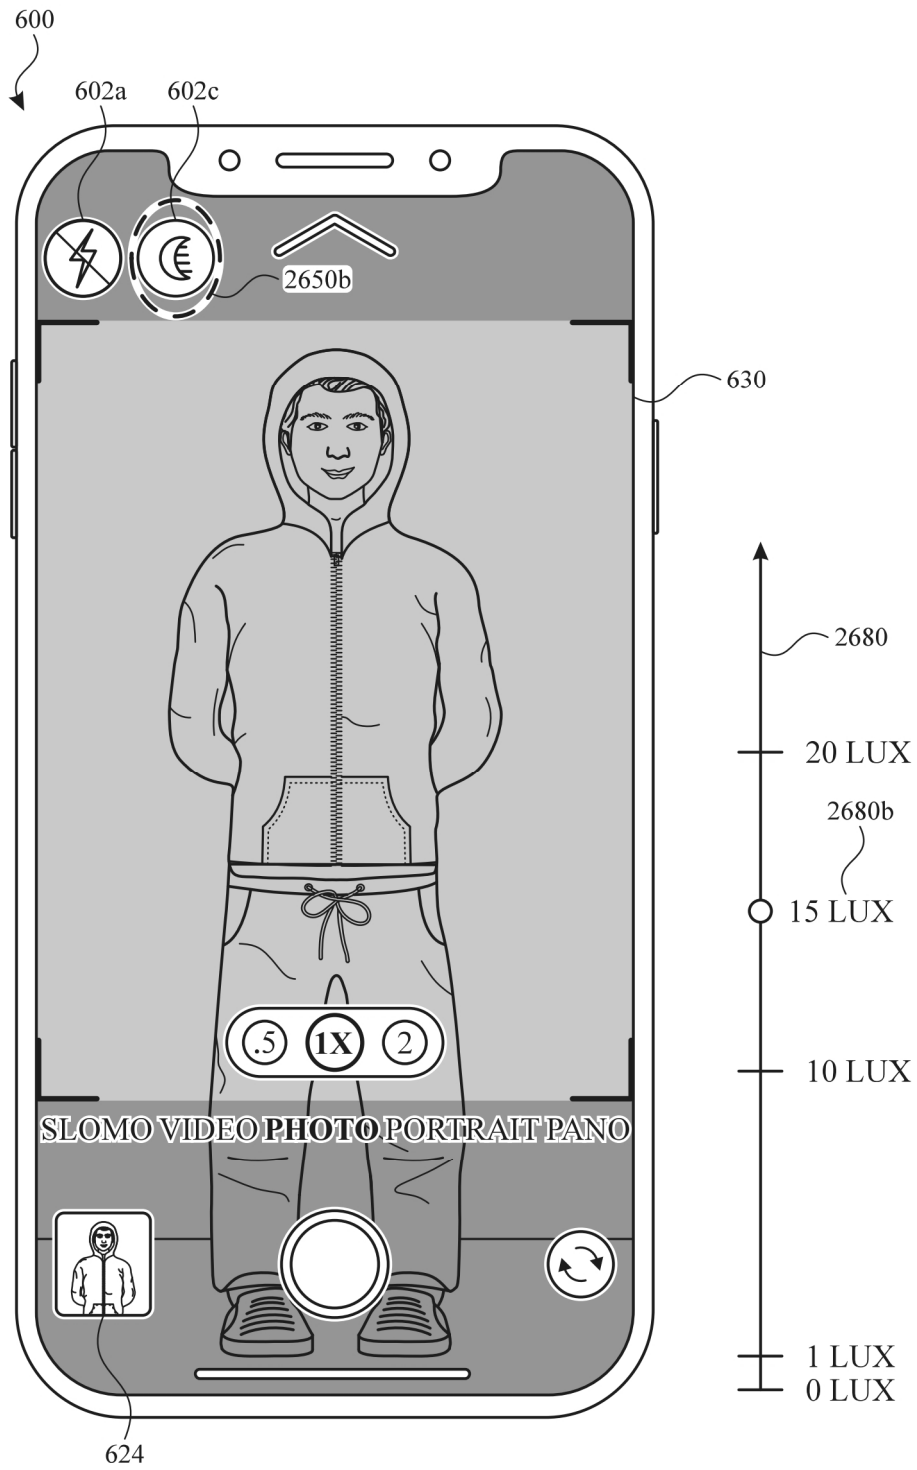 600
602a 602c
2650b
630
2680
20 LUX
2680b
15 LUX
.5 1X 2
10 LUX
SLOMO VIDEO PHOTO PORTRAIT PANO
1 LUX
0 LUX
624